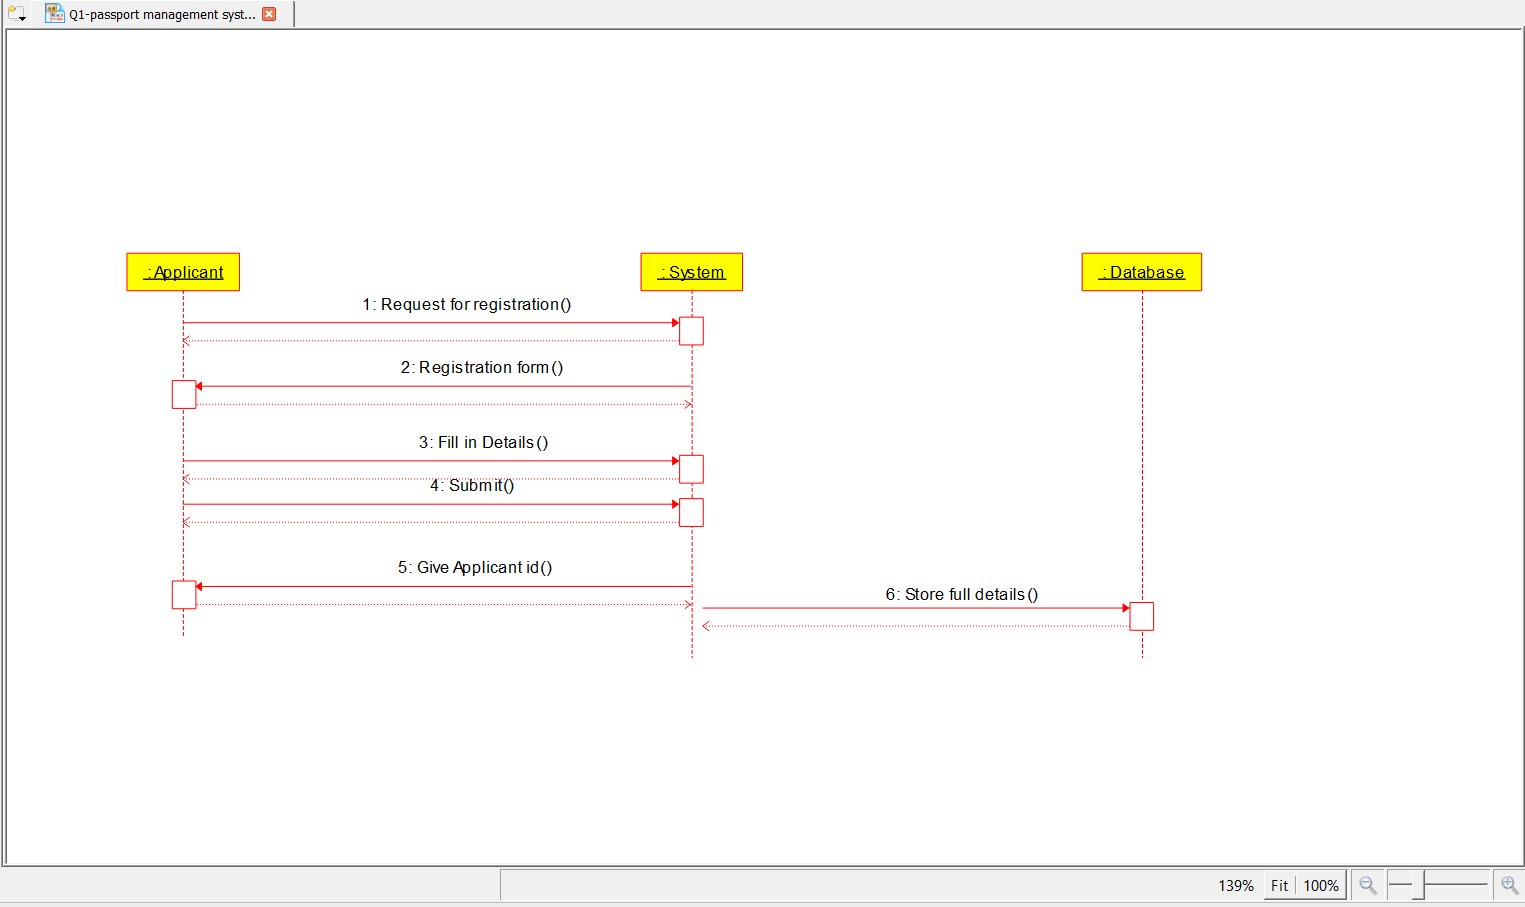 Q1-passport management syst...
: Applicant
: System
: Database
1: Request for registration()
2: Registration form()
3: Fill in Details()
4: Submit()
5: Give Applicant id()
6: Store full details()
139% Fit 100%